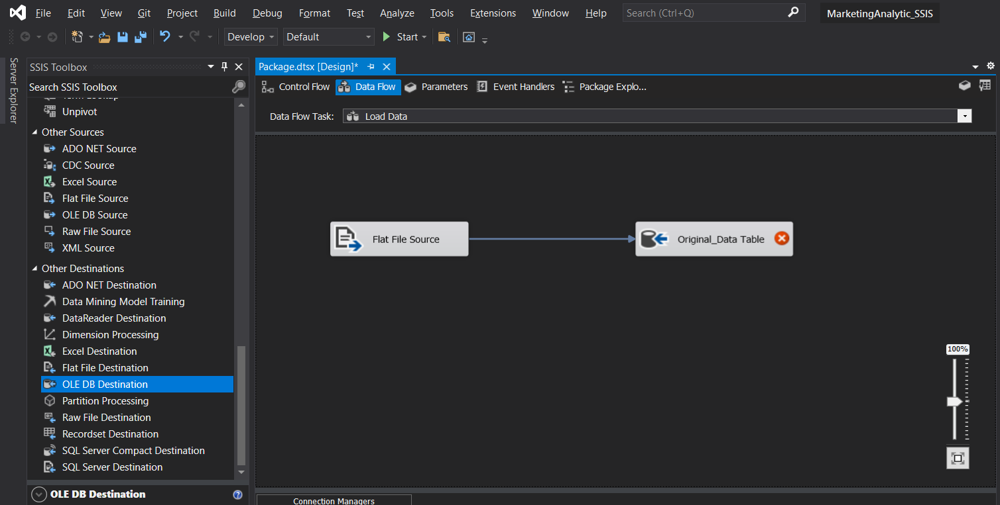 File Edit View Git Project Build Debug Format Test Analyze Tools Extensions Window Help Search (Ctrl+Q) MarketingAnalytic_SSIS
Develop Default Start
Server Explorer
SSIS Toolbox
Search SSIS Toolbox
Unpivot
Other Sources
ADO NET Source
CDC Source
Excel Source
Flat File Source
OLE DB Source
Raw File Source
XML Source
Other Destinations
ADO NET Destination
Data Mining Model Training
DataReader Destination
Dimension Processing
Excel Destination
Flat File Destination
OLE DB Destination
Partition Processing
Raw File Destination
Recordset Destination
SQL Server Compact Destination
SQL Server Destination
OLE DB Destination
Package.dtsx [Design]*
Control Flow Data Flow Parameters Event Handlers Package Explo...
Data Flow Task: Load Data
Flat File Source Original_Data Table
100%
Connection Managers